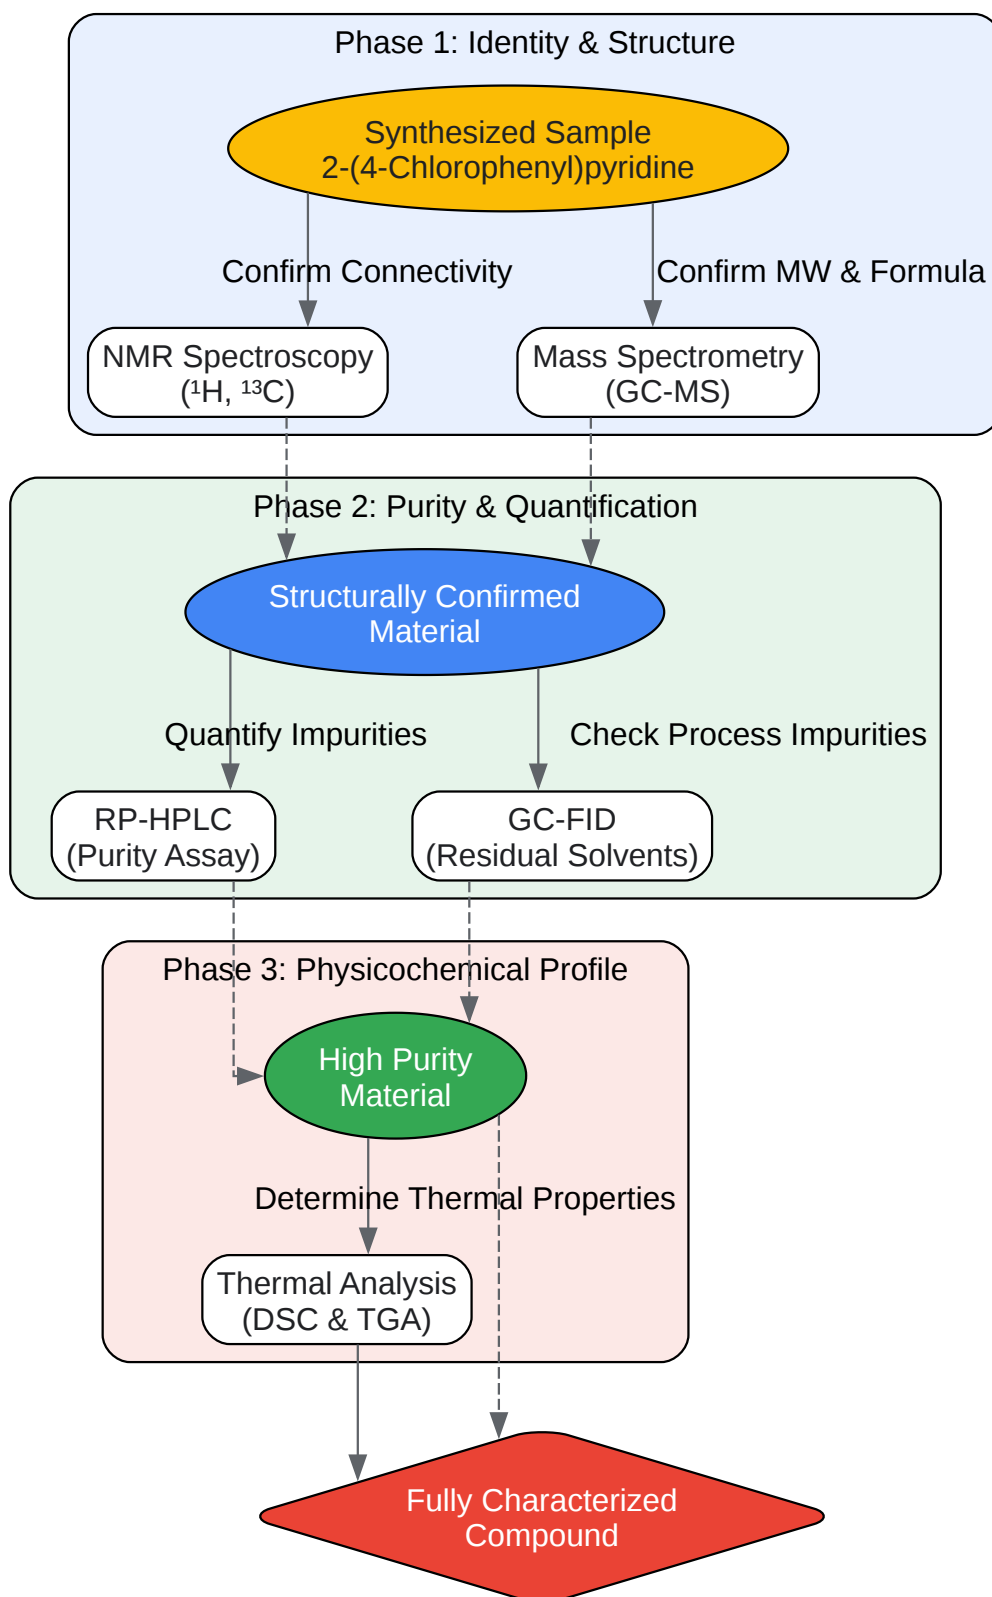 Phase 1: Identity & Structure
Synthesized Sample
2-(4-Chlorophenyl)pyridine
Confirm Connectivity
Confirm MW & Formula
NMR Spectroscopy
(¹H, ¹³C)
Mass Spectrometry
(GC-MS)
Phase 2: Purity & Quantification
Structurally Confirmed
Material
Quantify Impurities
Check Process Impurities
RP-HPLC
(Purity Assay)
GC-FID
(Residual Solvents)
Phase 3: Physicochemical Profile
High Purity
Material
Determine Thermal Properties
Thermal Analysis
(DSC & TGA)
Fully Characterized
Compound